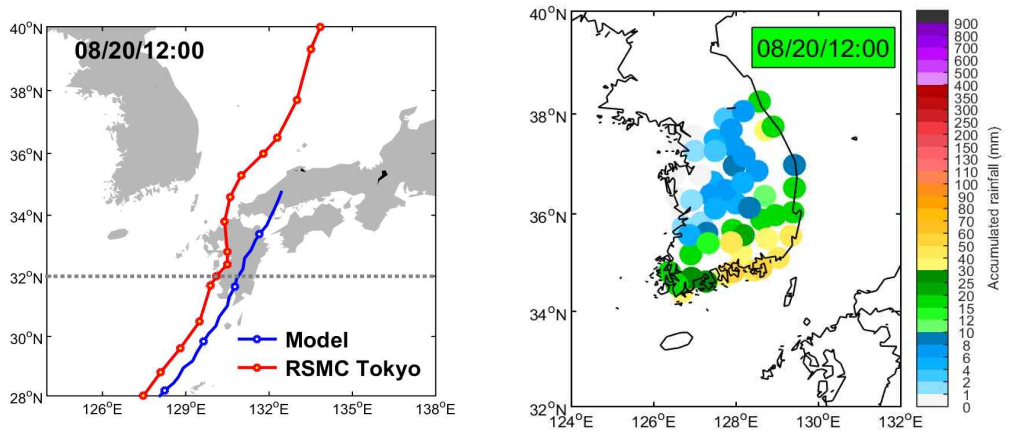 08/20/12:00
40°N
38°N
36°N
34°N
32°N
30°N
28°N
126°E
129°E
132°E
135°E
138°E
Model
RSMC Tokyo
08/20/12:00
40°N
38°N
36°N
34°N
32°N
124°E
126°E
128°E
130°E
132°E
900
800
700
600
500
400
350
300
250
200
150
130
110
100
90
80
70
60
50
40
30
25
20
15
12
10
8
6
4
2
1
0
Accumulated rainfall (mm)